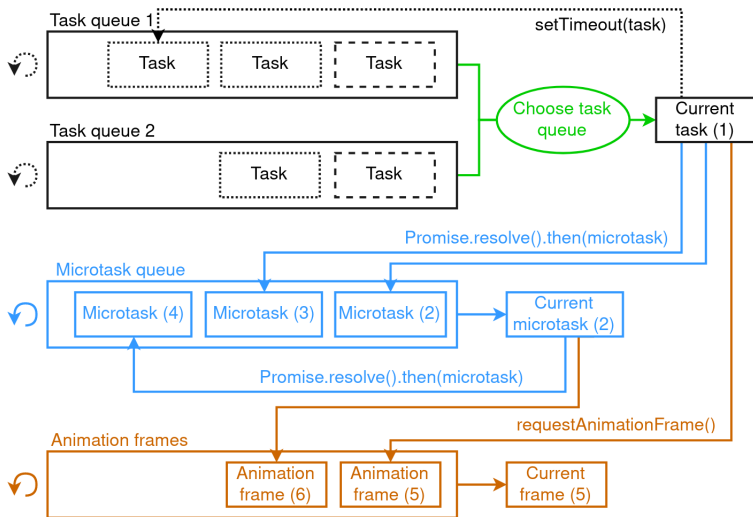 Task queue 1
setTimeout(task)
Task
Task
Task
Choose task
queue
Current
task (1)
Task queue 2
Task
Task
Promise.resolve().then(microtask)
Microtask queue
Microtask (4)
Microtask (3)
Microtask (2)
Current
microtask (2)
Promise.resolve().then(microtask)
requestAnimationFrame()
Animation frames
Animation
frame (6)
Animation
frame (5)
Current
frame (5)